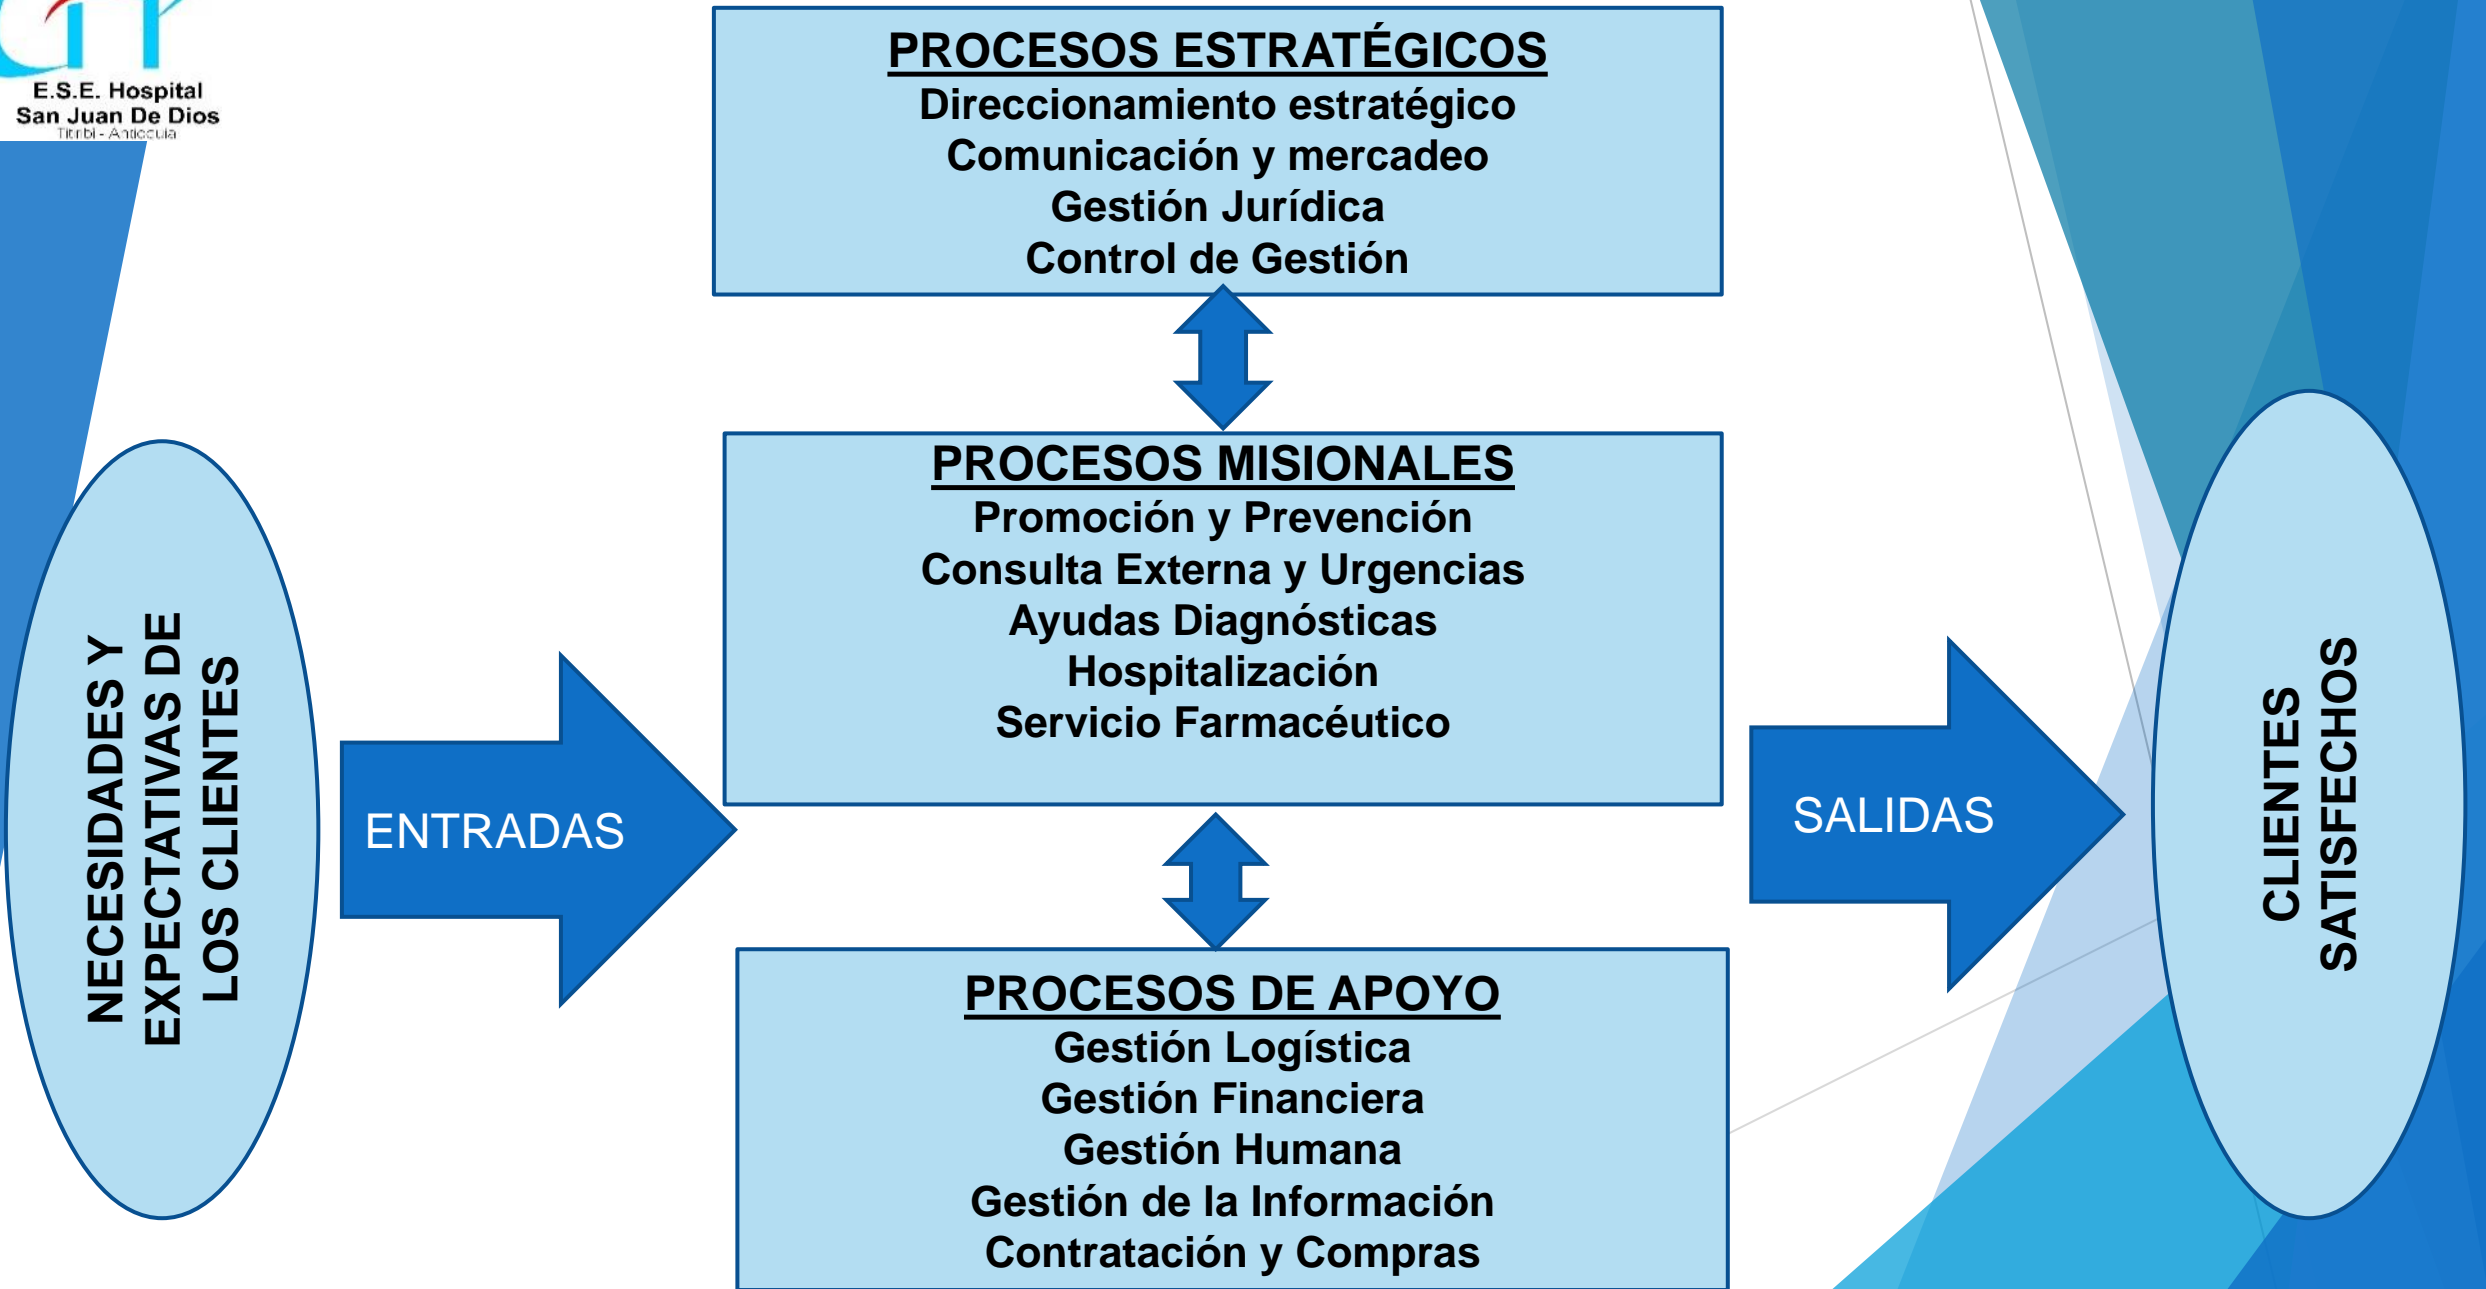 E.S.E. Hospital
San Juan De Dios
Titiribí - Antioquia
PROCESOS ESTRATÉGICOS
Direccionamiento estratégico
Comunicación y mercadeo
Gestión Jurídica
Control de Gestión
NECESIDADES Y
EXPECTATIVAS DE
LOS CLIENTES
ENTRADAS
PROCESOS MISIONALES
Promoción y Prevención
Consulta Externa y Urgencias
Ayudas Diagnósticas
Hospitalización
Servicio Farmacéutico
SALIDAS
CLIENTES
SATISFECHOS
PROCESOS DE APOYO
Gestión Logística
Gestión Financiera
Gestión Humana
Gestión de la Información
Contratación y Compras